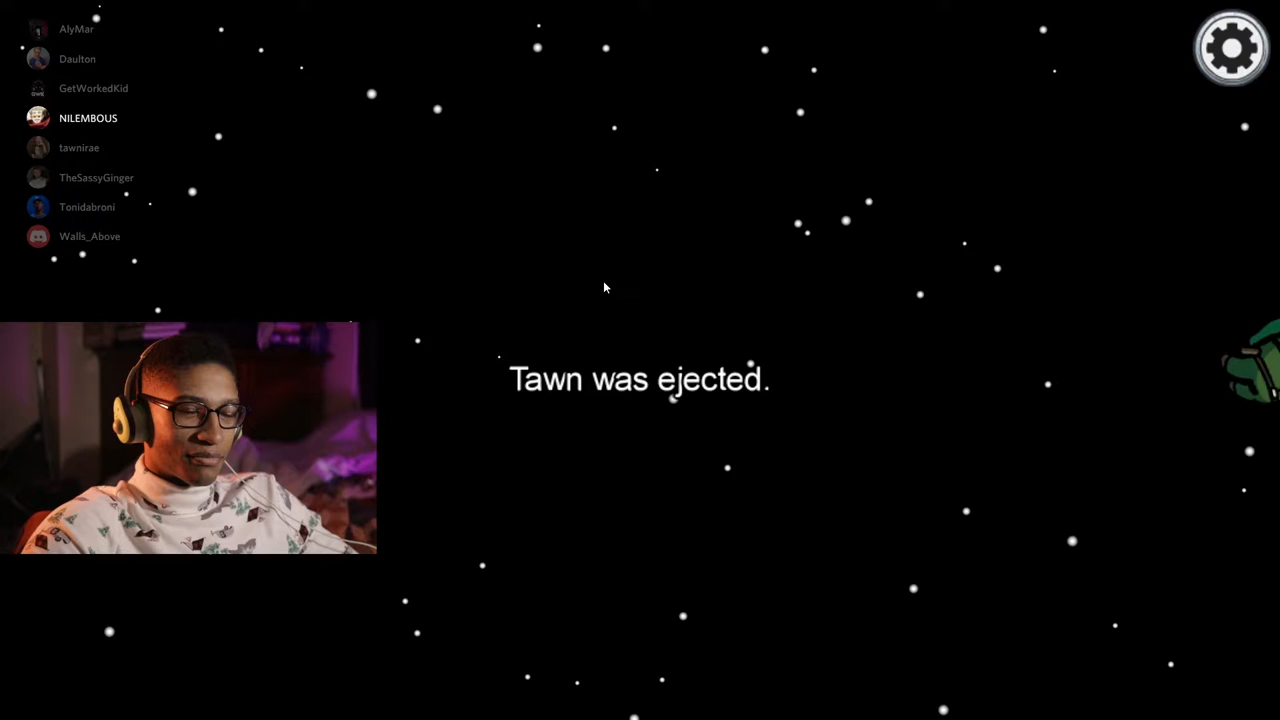 AlyMar
Daulton
GetWorkedKid
NILEMBOUS
tawnirae
TheSassyGinger
Tonidabroni
Walls_Above
Tawn was ejected.